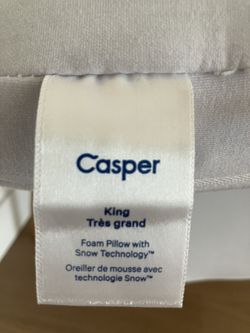 Casper
King
Très grand
Foam Pillow with
Snow Technology™
Oreiller de mousse avec
technologie Snow™